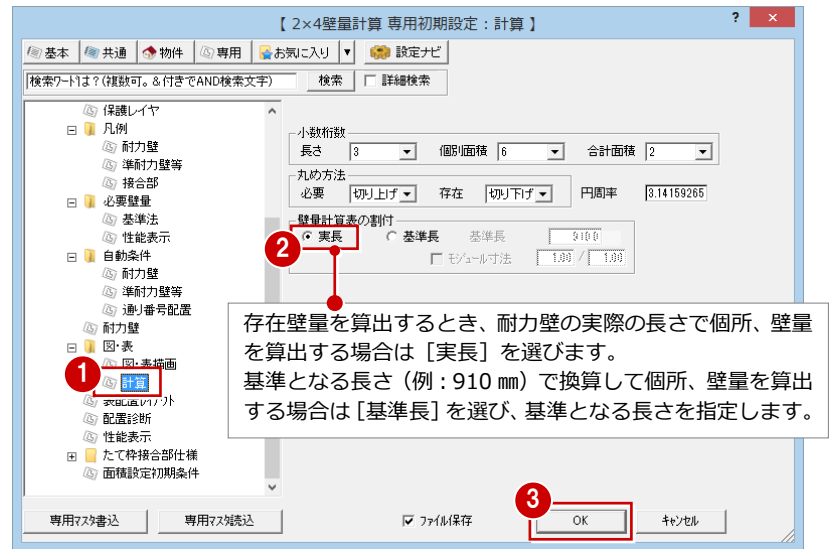 【 2×4壁量計算 専用初期設定：計算 】
? ×
基本 共通 物件 専用 お気に入り ▼ 設定ナビ
検索ワードは？(複数可。＆付きでAND検索文字) 検索 詳細検索
保護レイヤ
凡例
耐力壁
準耐力壁等
接合部
必要壁量
基準法
性能表示
自動条件
耐力壁
準耐力壁等
通り番号配置
耐力壁
図・表
図・表描画
1 計算
表配置レイアウト
配置診断
性能表示
たて枠接合部仕様
面積設定初期条件
小数桁数
長さ 3 個別面積 6 合計面積 2
丸め方法
必要 切り上げ 存在 切り下げ 円周率 3.14159265
壁量計算表の割付
2 実長 基準長 基準長 910.0
モジュール寸法 1.00 / 1.00
存在壁量を算出するとき、耐力壁の実際の長さで個所、壁量
を算出する場合は［実長］を選びます。
基準となる長さ（例：910 ㎜）で換算して個所、壁量を算出
する場合は［基準長］を選び、基準となる長さを指定します。
3
専用マスタ書込 専用マスタ読込 ファイル保存 OK キャンセル